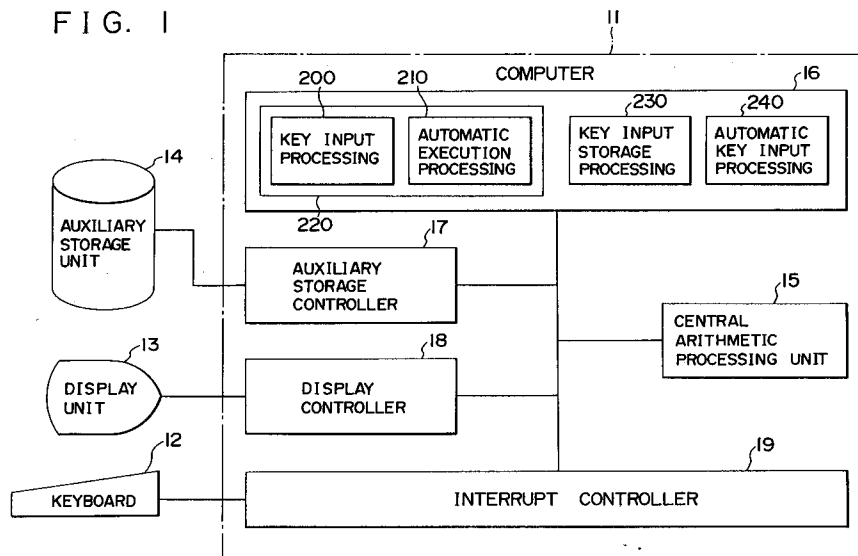 FIG. 1
11
COMPUTER
16
200
210
230
240
KEY INPUT
PROCESSING
AUTOMATIC
EXECUTION
PROCESSING
KEY INPUT
STORAGE
PROCESSING
AUTOMATIC
KEY INPUT
PROCESSING
220
14
AUXILIARY
STORAGE
UNIT
17
AUXILIARY
STORAGE
CONTROLLER
15
CENTRAL
ARITHMETIC
PROCESSING UNIT
13
DISPLAY
UNIT
18
DISPLAY
CONTROLLER
12
KEYBOARD
19
INTERRUPT CONTROLLER